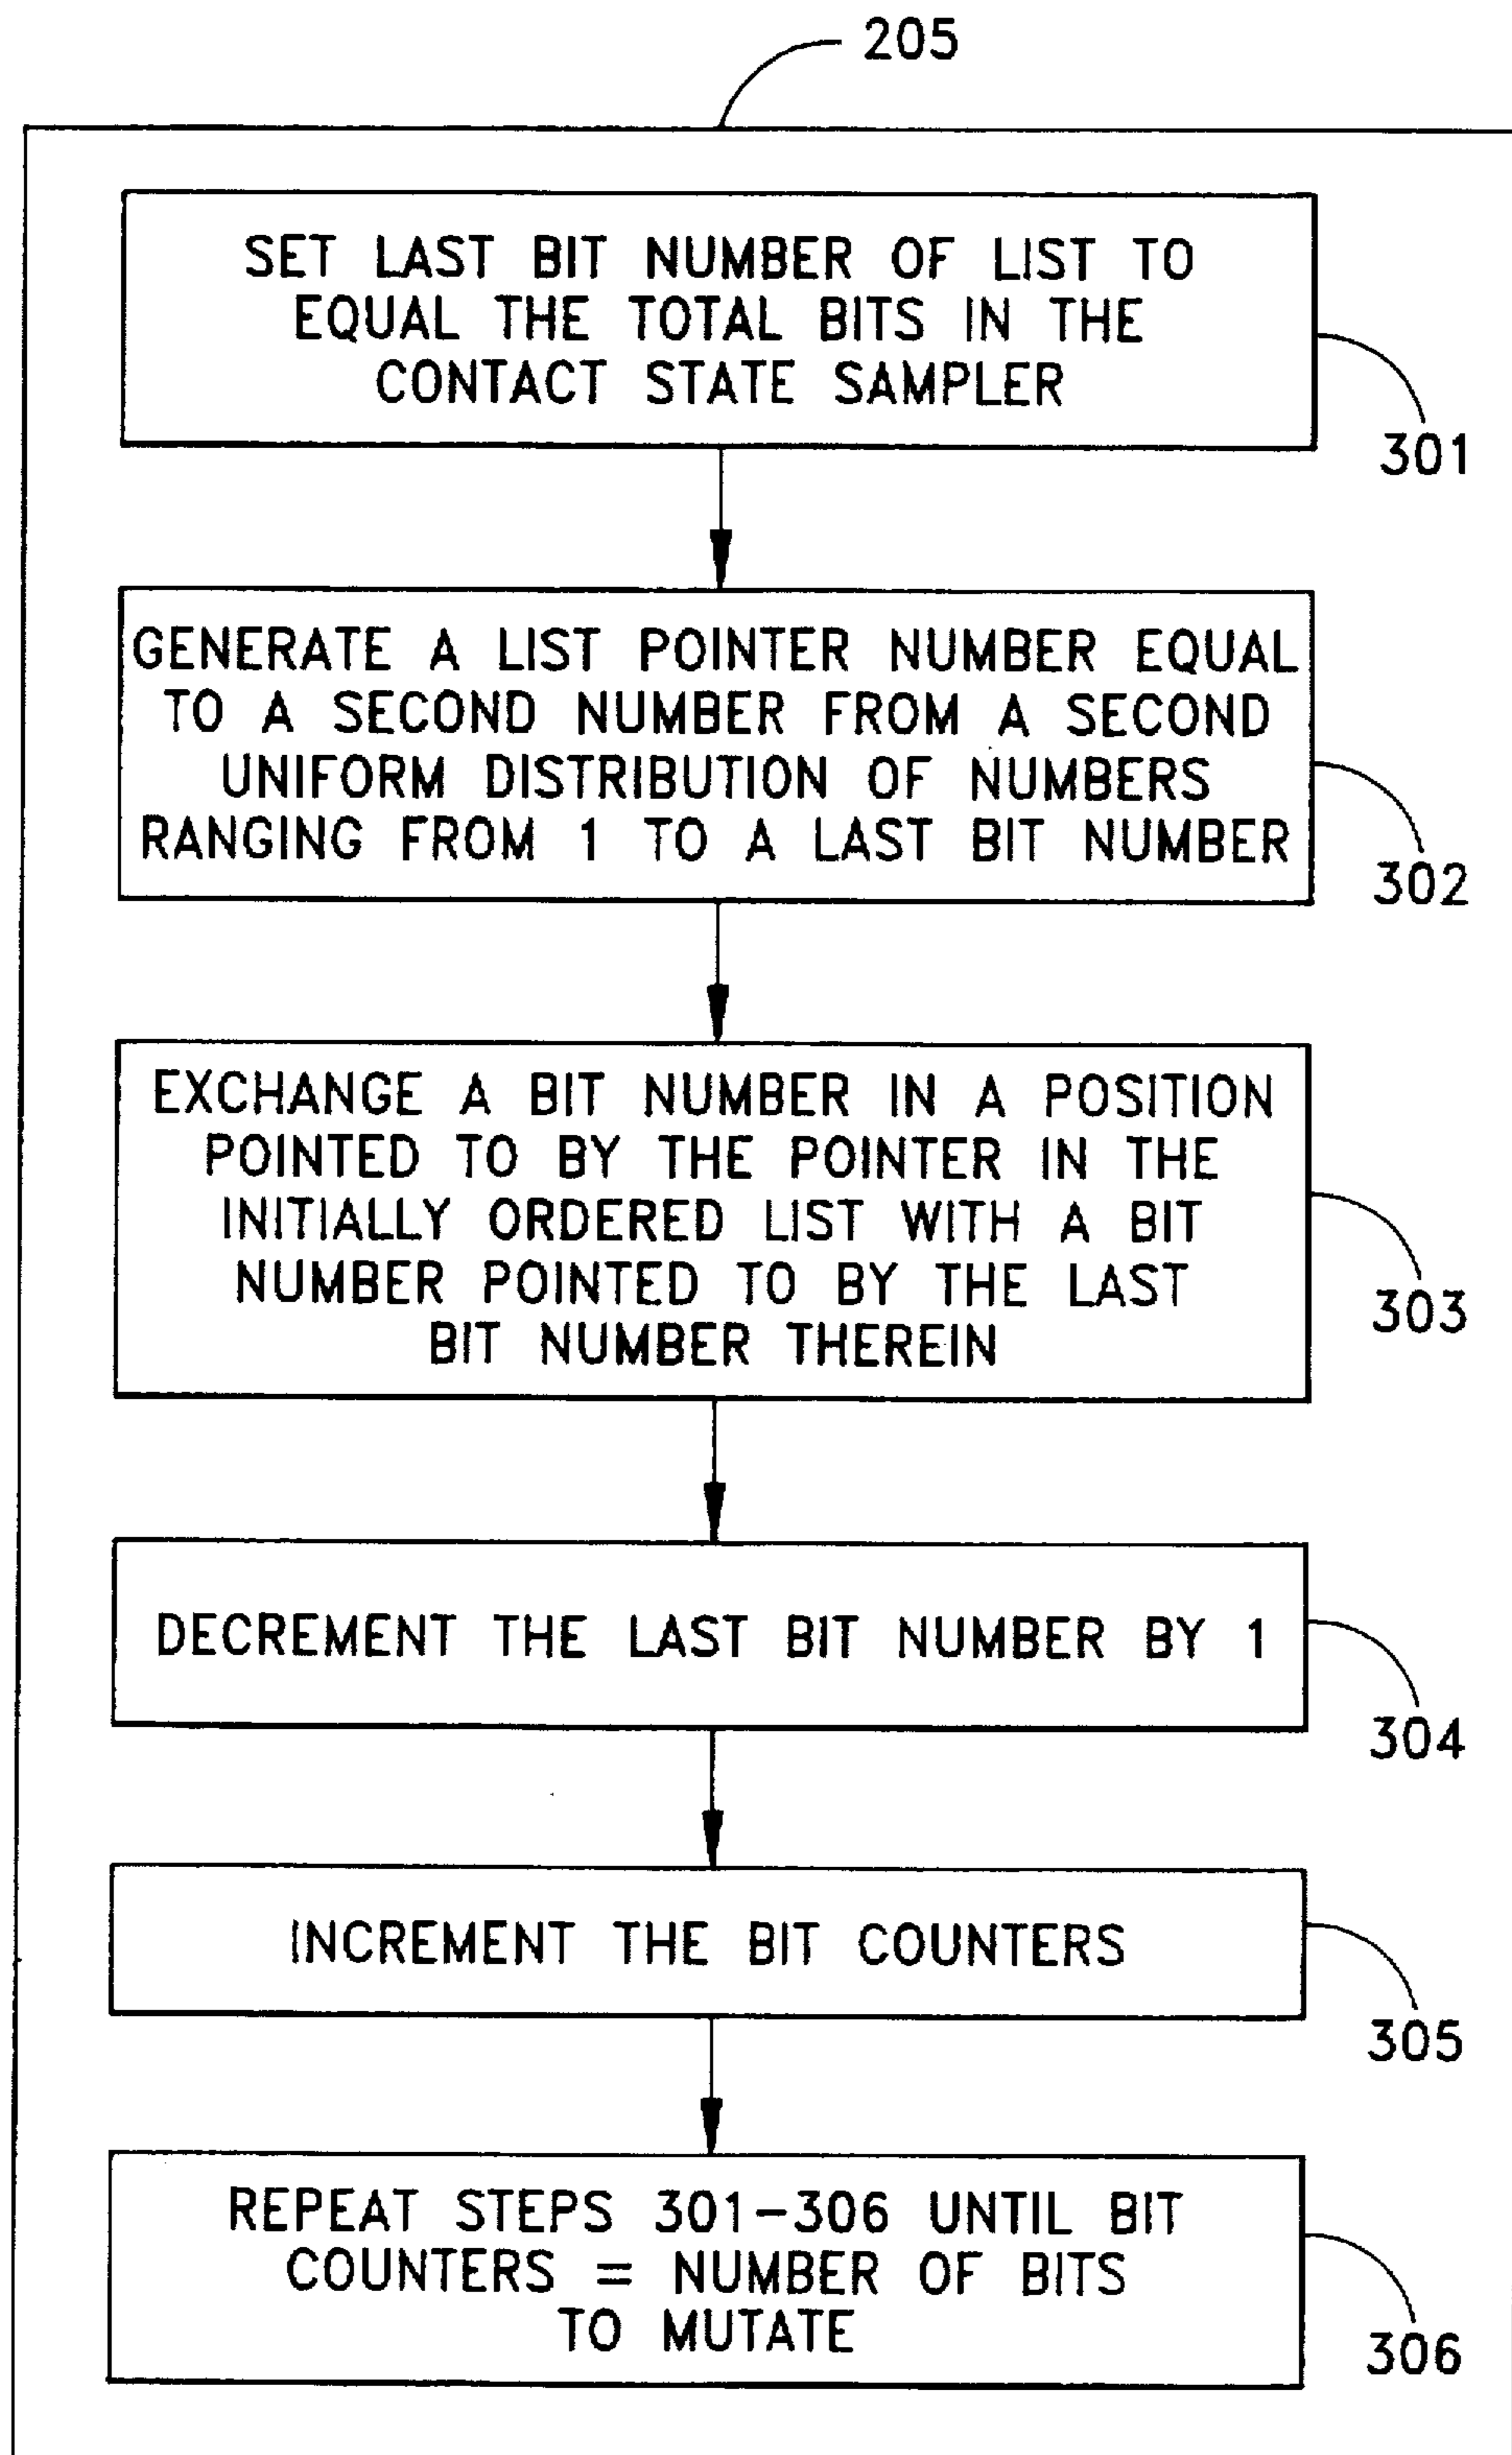 205
SET LAST BIT NUMBER OF LIST TO
EQUAL THE TOTAL BITS IN THE
CONTACT STATE SAMPLER
301
GENERATE A LIST POINTER NUMBER EQUAL
TO A SECOND NUMBER FROM A SECOND
UNIFORM DISTRIBUTION OF NUMBERS
RANGING FROM 1 TO A LAST BIT NUMBER
302
EXCHANGE A BIT NUMBER IN A POSITION
POINTED TO BY THE POINTER IN THE
INITIALLY ORDERED LIST WITH A BIT
NUMBER POINTED TO BY THE LAST
BIT NUMBER THEREIN
303
DECREMENT THE LAST BIT NUMBER BY 1
304
INCREMENT THE BIT COUNTERS
305
REPEAT STEPS 301-306 UNTIL BIT
COUNTERS = NUMBER OF BITS
TO MUTATE
306